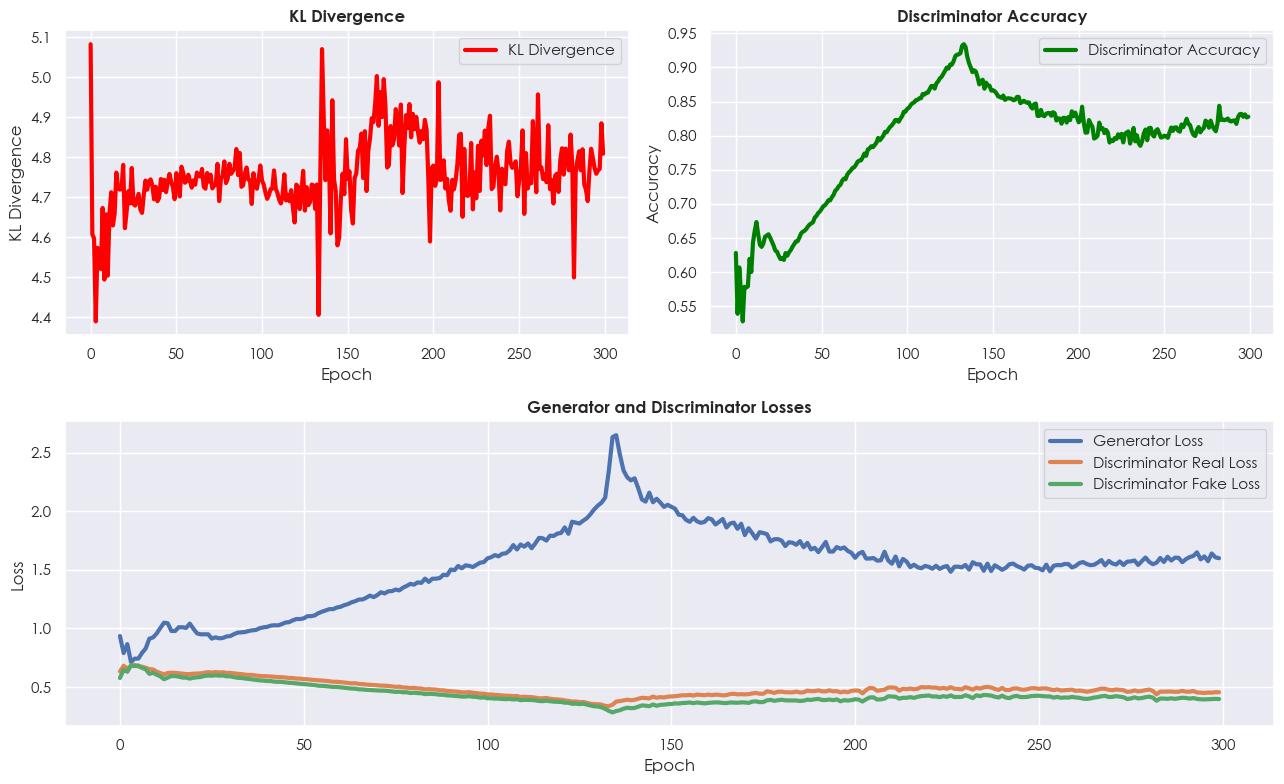 KL Divergence
KL Divergence
5.1
5.0
4.9
4.8
4.7
4.6
4.5
4.4
KL Divergence
0 50 100 150 200 250 300
Epoch
Discriminator Accuracy
Discriminator Accuracy
0.95
0.90
0.85
0.80
0.75
0.70
0.65
0.60
0.55
Accuracy
0 50 100 150 200 250 300
Epoch
Generator and Discriminator Losses
Generator Loss
Discriminator Real Loss
Discriminator Fake Loss
2.5
2.0
1.5
1.0
0.5
Loss
0 50 100 150 200 250 300
Epoch